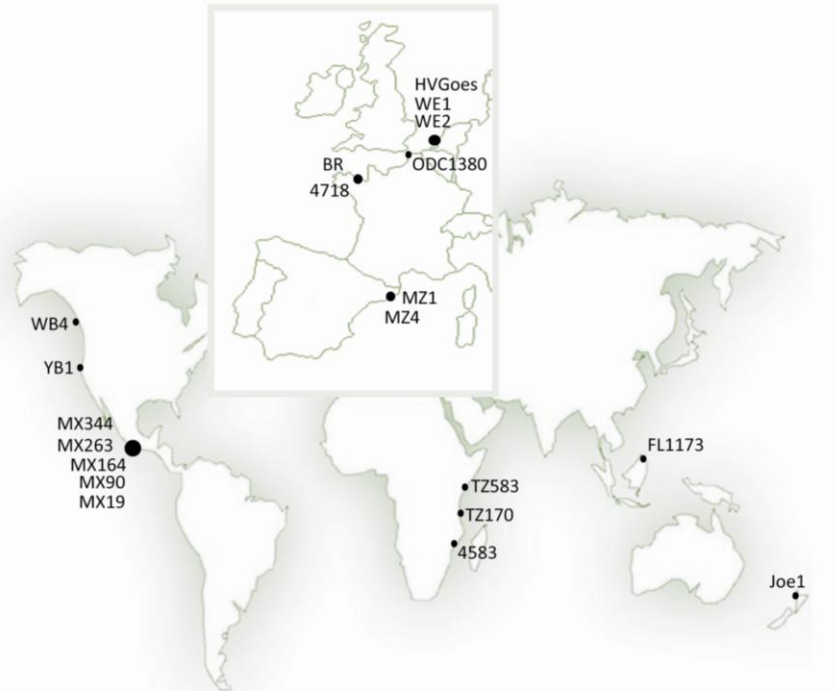 HVGoes
WE1
WE2
BR
ODC1380
4718
MZ1
MZ4
WB4
YB1
MX344
MX263
MX164
MX90
MX19
FL1173
TZ583
TZ170
4583
Joe1